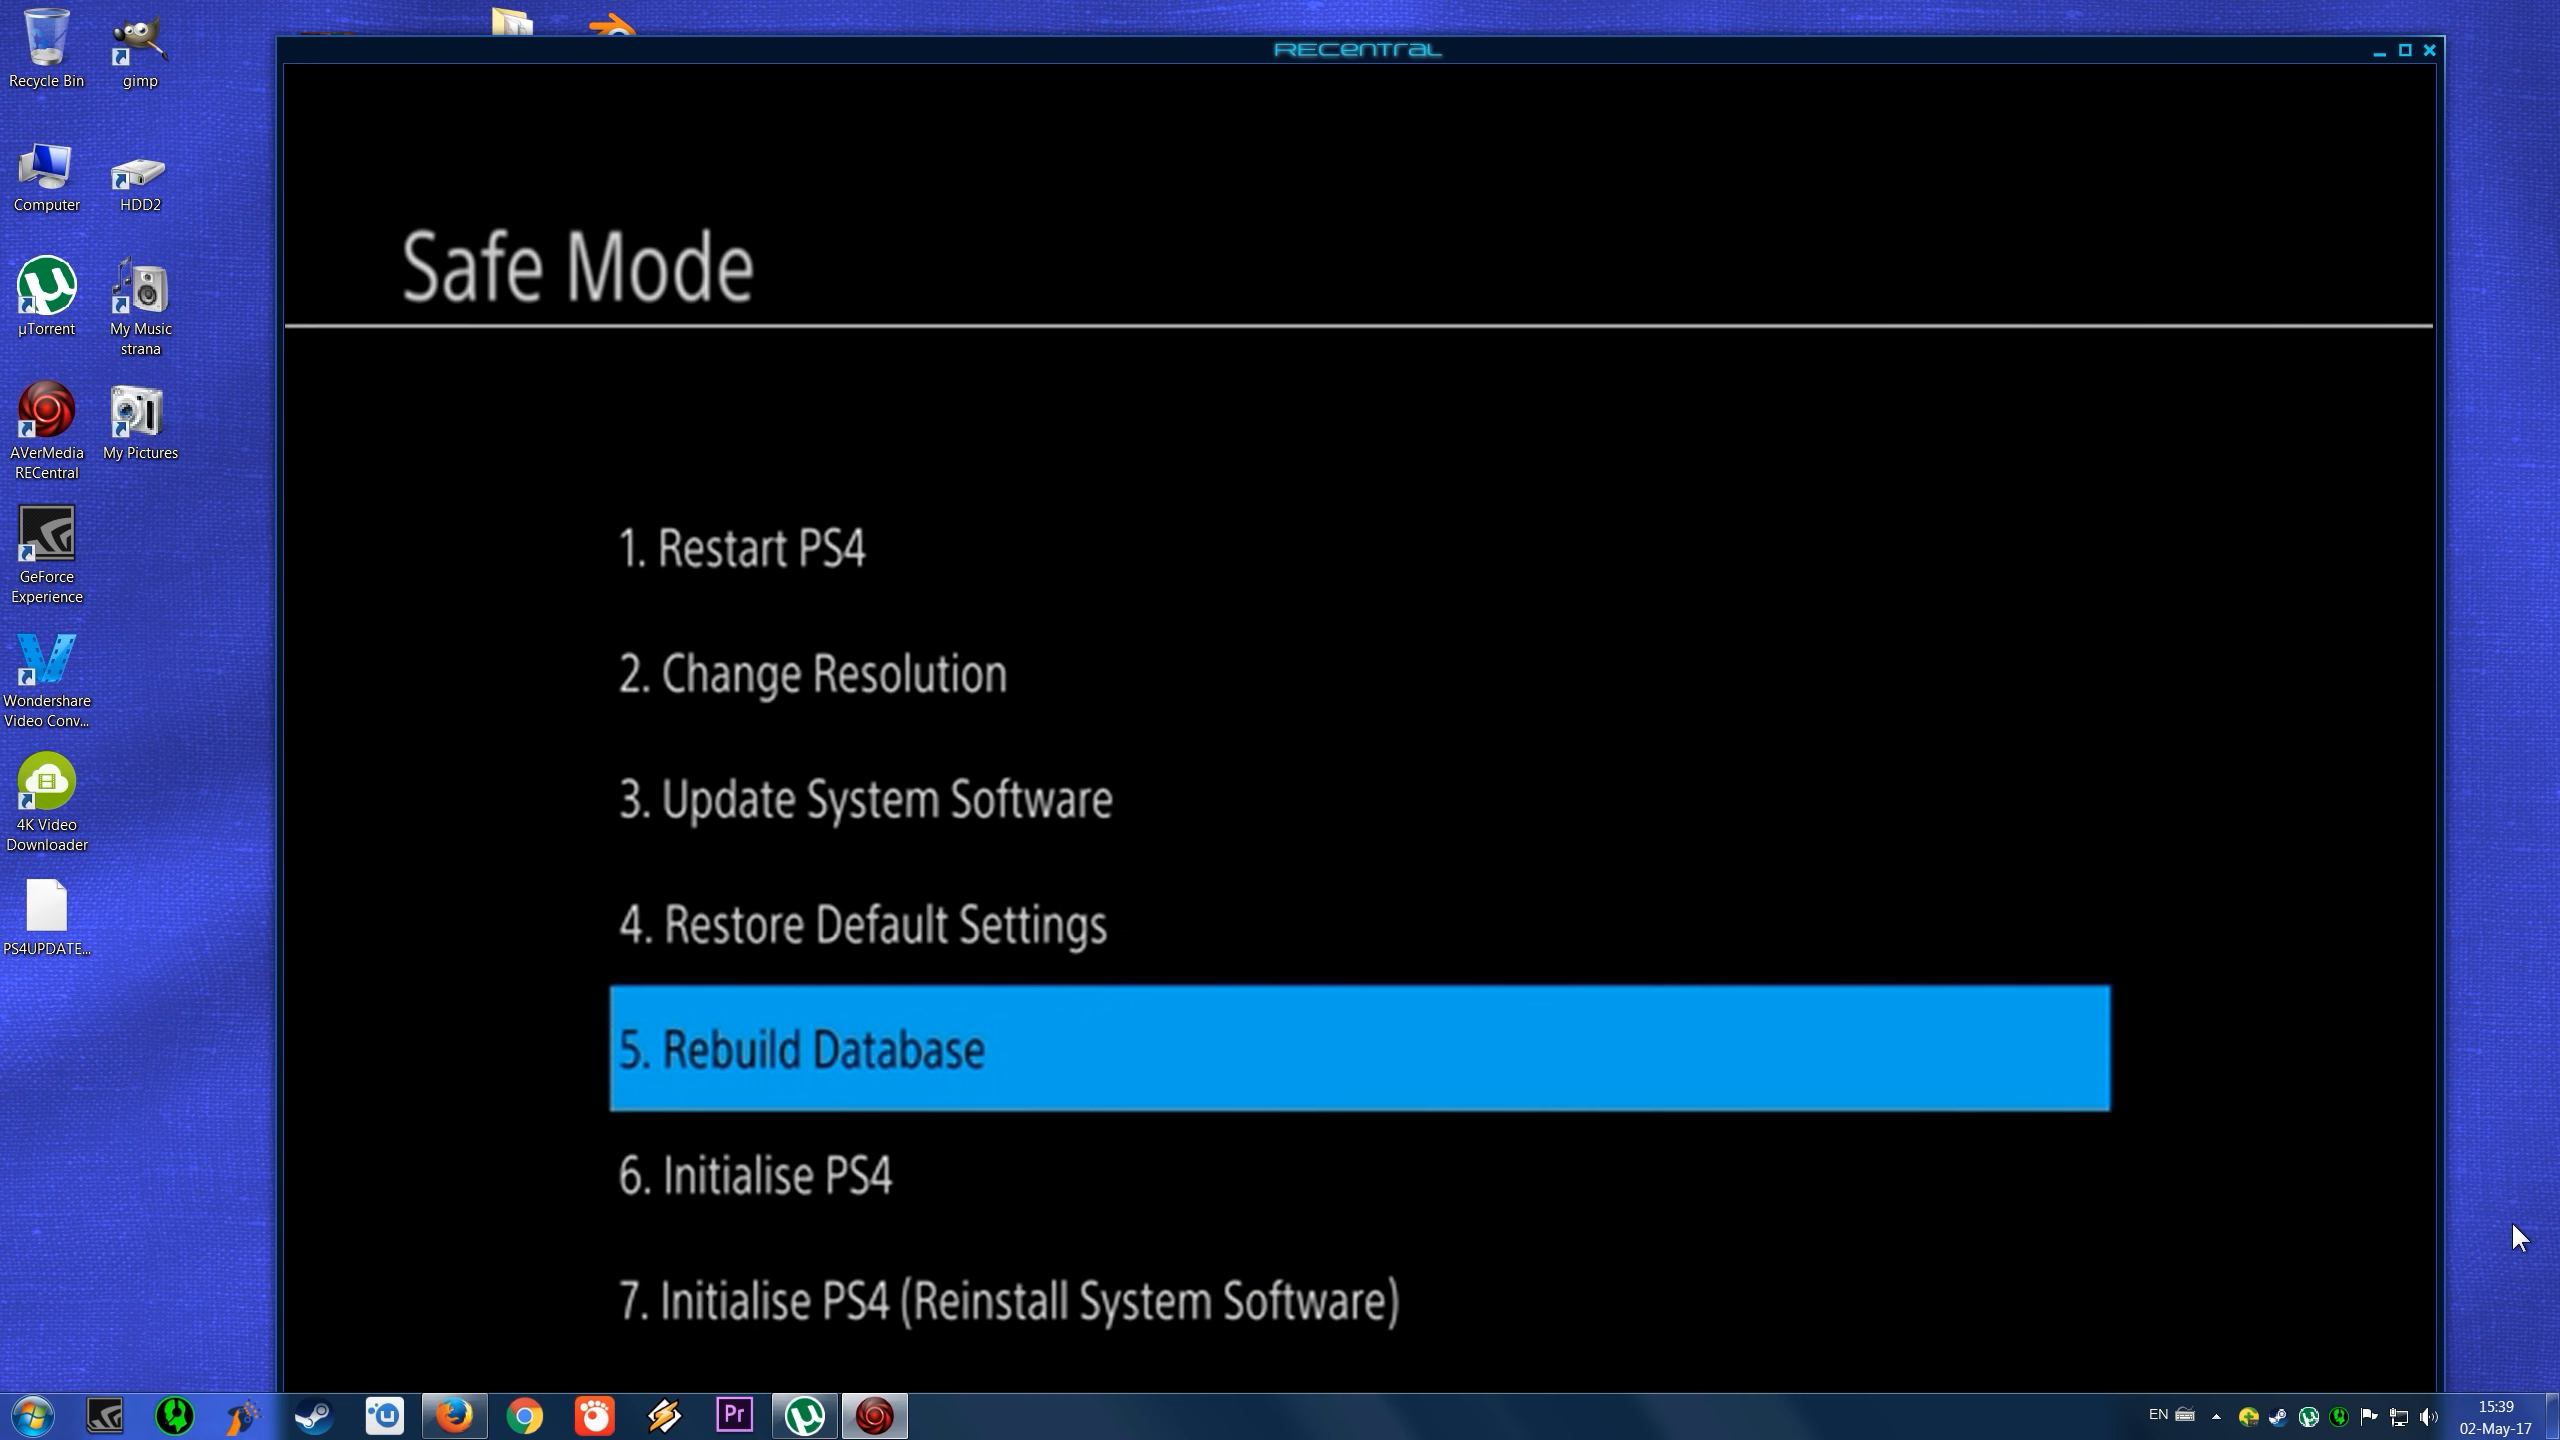 Recycle Bin
gimp
Computer
HDD2
µTorrent
My Music
strana
AVerMedia
RECentral
My Pictures
GeForce
Experience
Wondershare
Video Conv...
4K Video
Downloader
PS4UPDATE...
RECentral
Safe Mode
1. Restart PS4
2. Change Resolution
3. Update System Software
4. Restore Default Settings
5. Rebuild Database
6. Initialise PS4
7. Initialise PS4 (Reinstall System Software)
Pr
EN
15:39
02-May-17